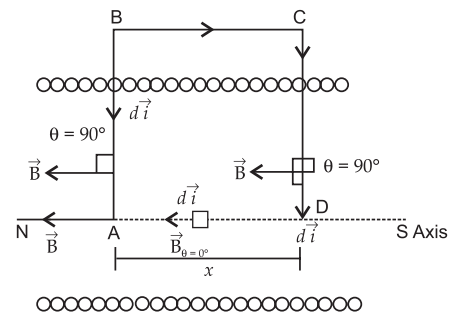 B C
d i⃗
θ = 90°
B⃗ B⃗ θ = 90°
d i⃗ D
N B⃗ A B⃗θ = 0° d i⃗ S Axis
x